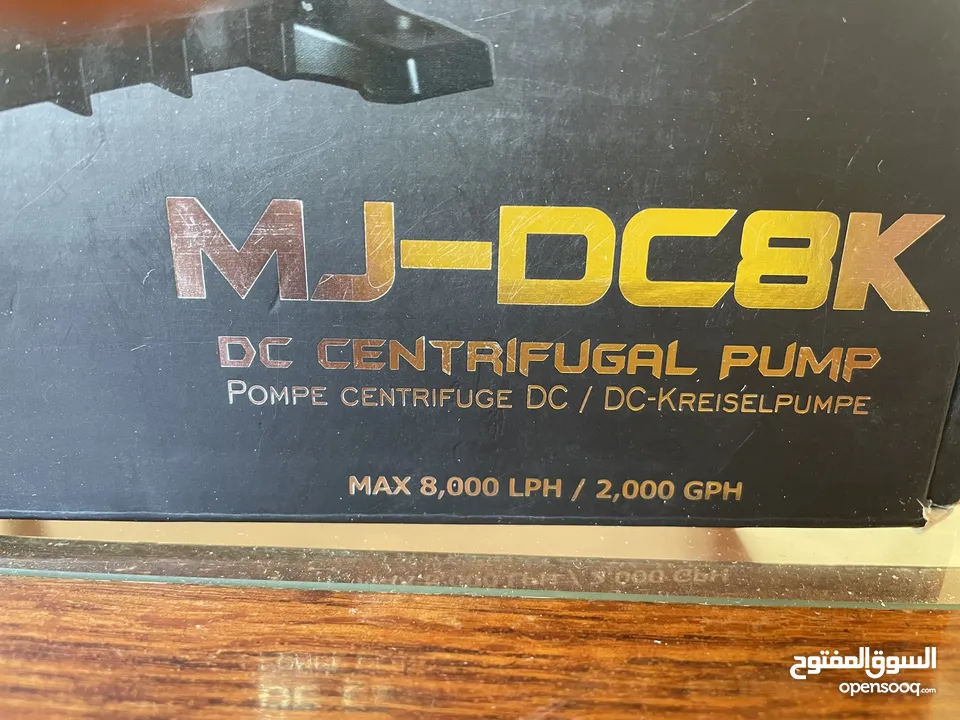 MJ-DC8K
DC CENTRIFUGAL PUMP
POMPE CENTRIFUGE DC / DC-KREISELPUMPE
MAX 8,000 LPH / 2,000 GPH
السوق المفتوح
opensooq.com